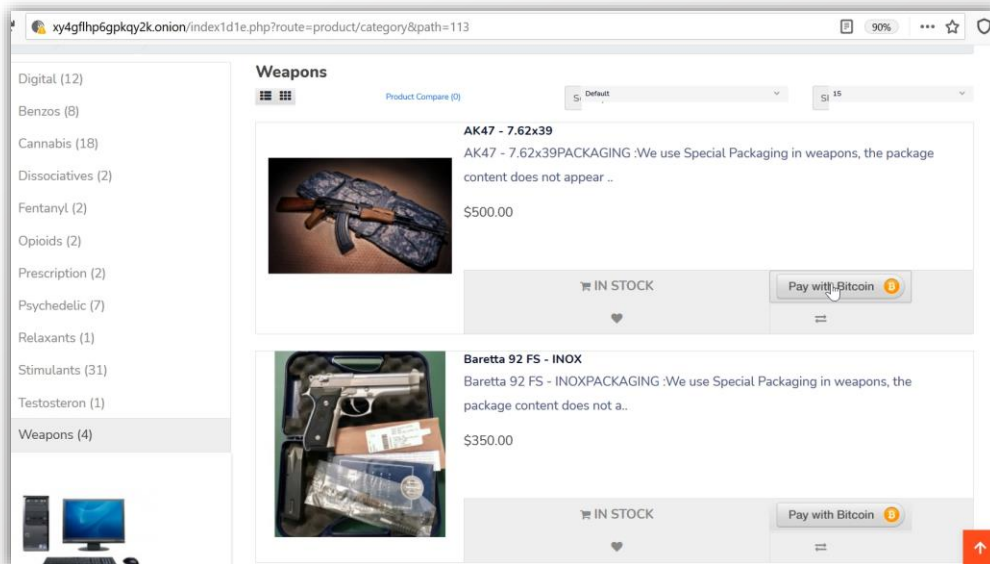 xy4gflhp6gpkqy2k.onion/index1d1e.php?route=product/category&path=113
90%
Digital (12)
Benzos (8)
Cannabis (18)
Dissociatives (2)
Fentanyl (2)
Opioids (2)
Prescription (2)
Psychedelic (7)
Relaxants (1)
Stimulants (31)
Testosteron (1)
Weapons (4)
Weapons
Product Compare (0)
Default
15
AK47 - 7.62x39
AK47 - 7.62x39PACKAGING :We use Special Packaging in weapons, the package
content does not appear ..
$500.00
IN STOCK
Pay with Bitcoin
Baretta 92 FS - INOX
Baretta 92 FS - INOXPACKAGING :We use Special Packaging in weapons, the
package content does not a..
$350.00
IN STOCK
Pay with Bitcoin